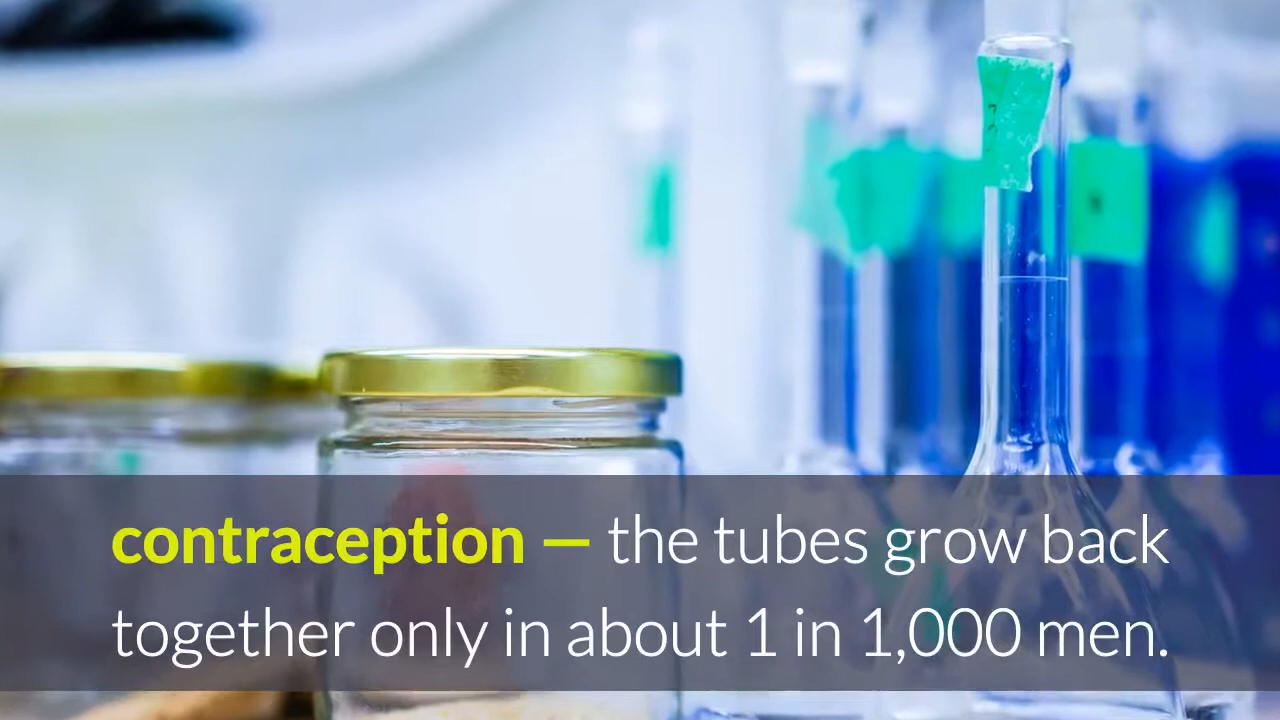 contraception — the tubes grow back
together only in about 1 in 1,000 men.